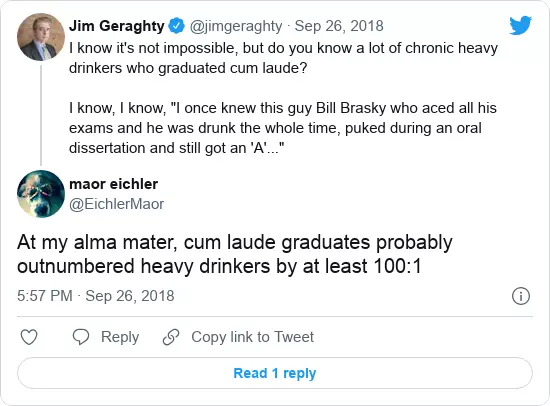 Jim Geraghty @jimgeraghty · Sep 26, 2018
I know it's not impossible, but do you know a lot of chronic heavy
drinkers who graduated cum laude?
I know, I know, "I once knew this guy Bill Brasky who aced all his
exams and he was drunk the whole time, puked during an oral
dissertation and still got an 'A'..."
maor eichler
@EichlerMaor
At my alma mater, cum laude graduates probably
outnumbered heavy drinkers by at least 100:1
5:57 PM · Sep 26, 2018
Reply Copy link to Tweet
Read 1 reply